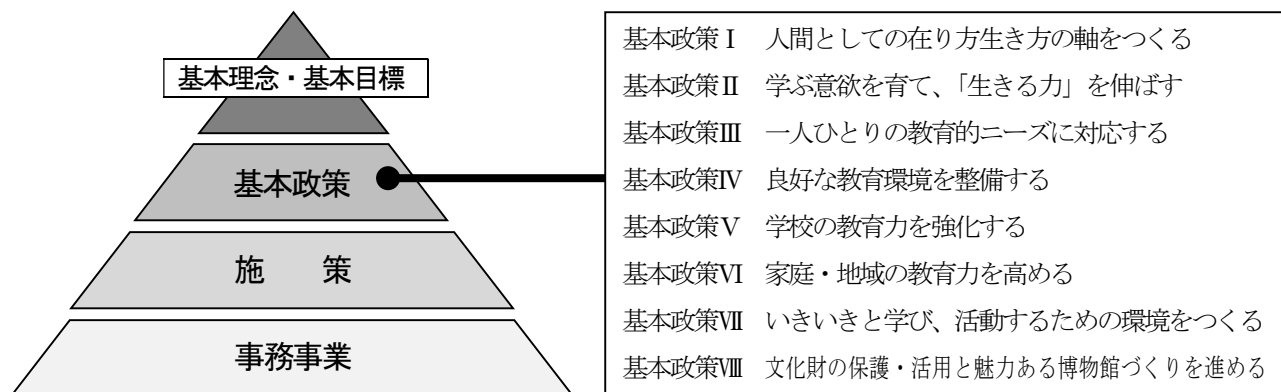 基本理念・基本目標
基本政策
施　策
事務事業
基本政策Ⅰ　人間としての在り方生き方の軸をつくる
基本政策Ⅱ　学ぶ意欲を育て、「生きる力」を伸ばす
基本政策Ⅲ　一人ひとりの教育的ニーズに対応する
基本政策Ⅳ　良好な教育環境を整備する
基本政策Ⅴ　学校の教育力を強化する
基本政策Ⅵ　家庭・地域の教育力を高める
基本政策Ⅶ　いきいきと学び、活動するための環境をつくる
基本政策Ⅷ　文化財の保護・活用と魅力ある博物館づくりを進める